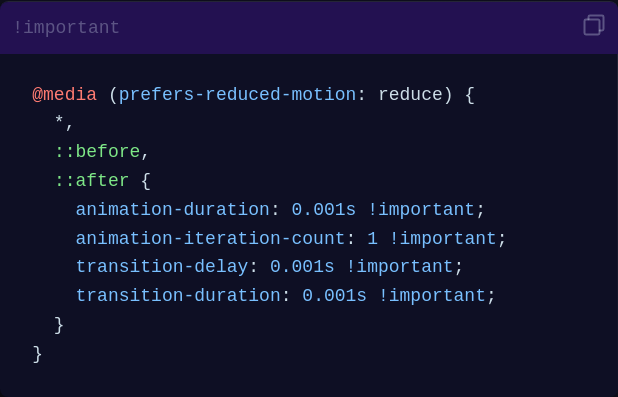 !important
@media (prefers-reduced-motion: reduce) {
  *,
  ::before,
  ::after {
    animation-duration: 0.001s !important;
    animation-iteration-count: 1 !important;
    transition-delay: 0.001s !important;
    transition-duration: 0.001s !important;
  }
}